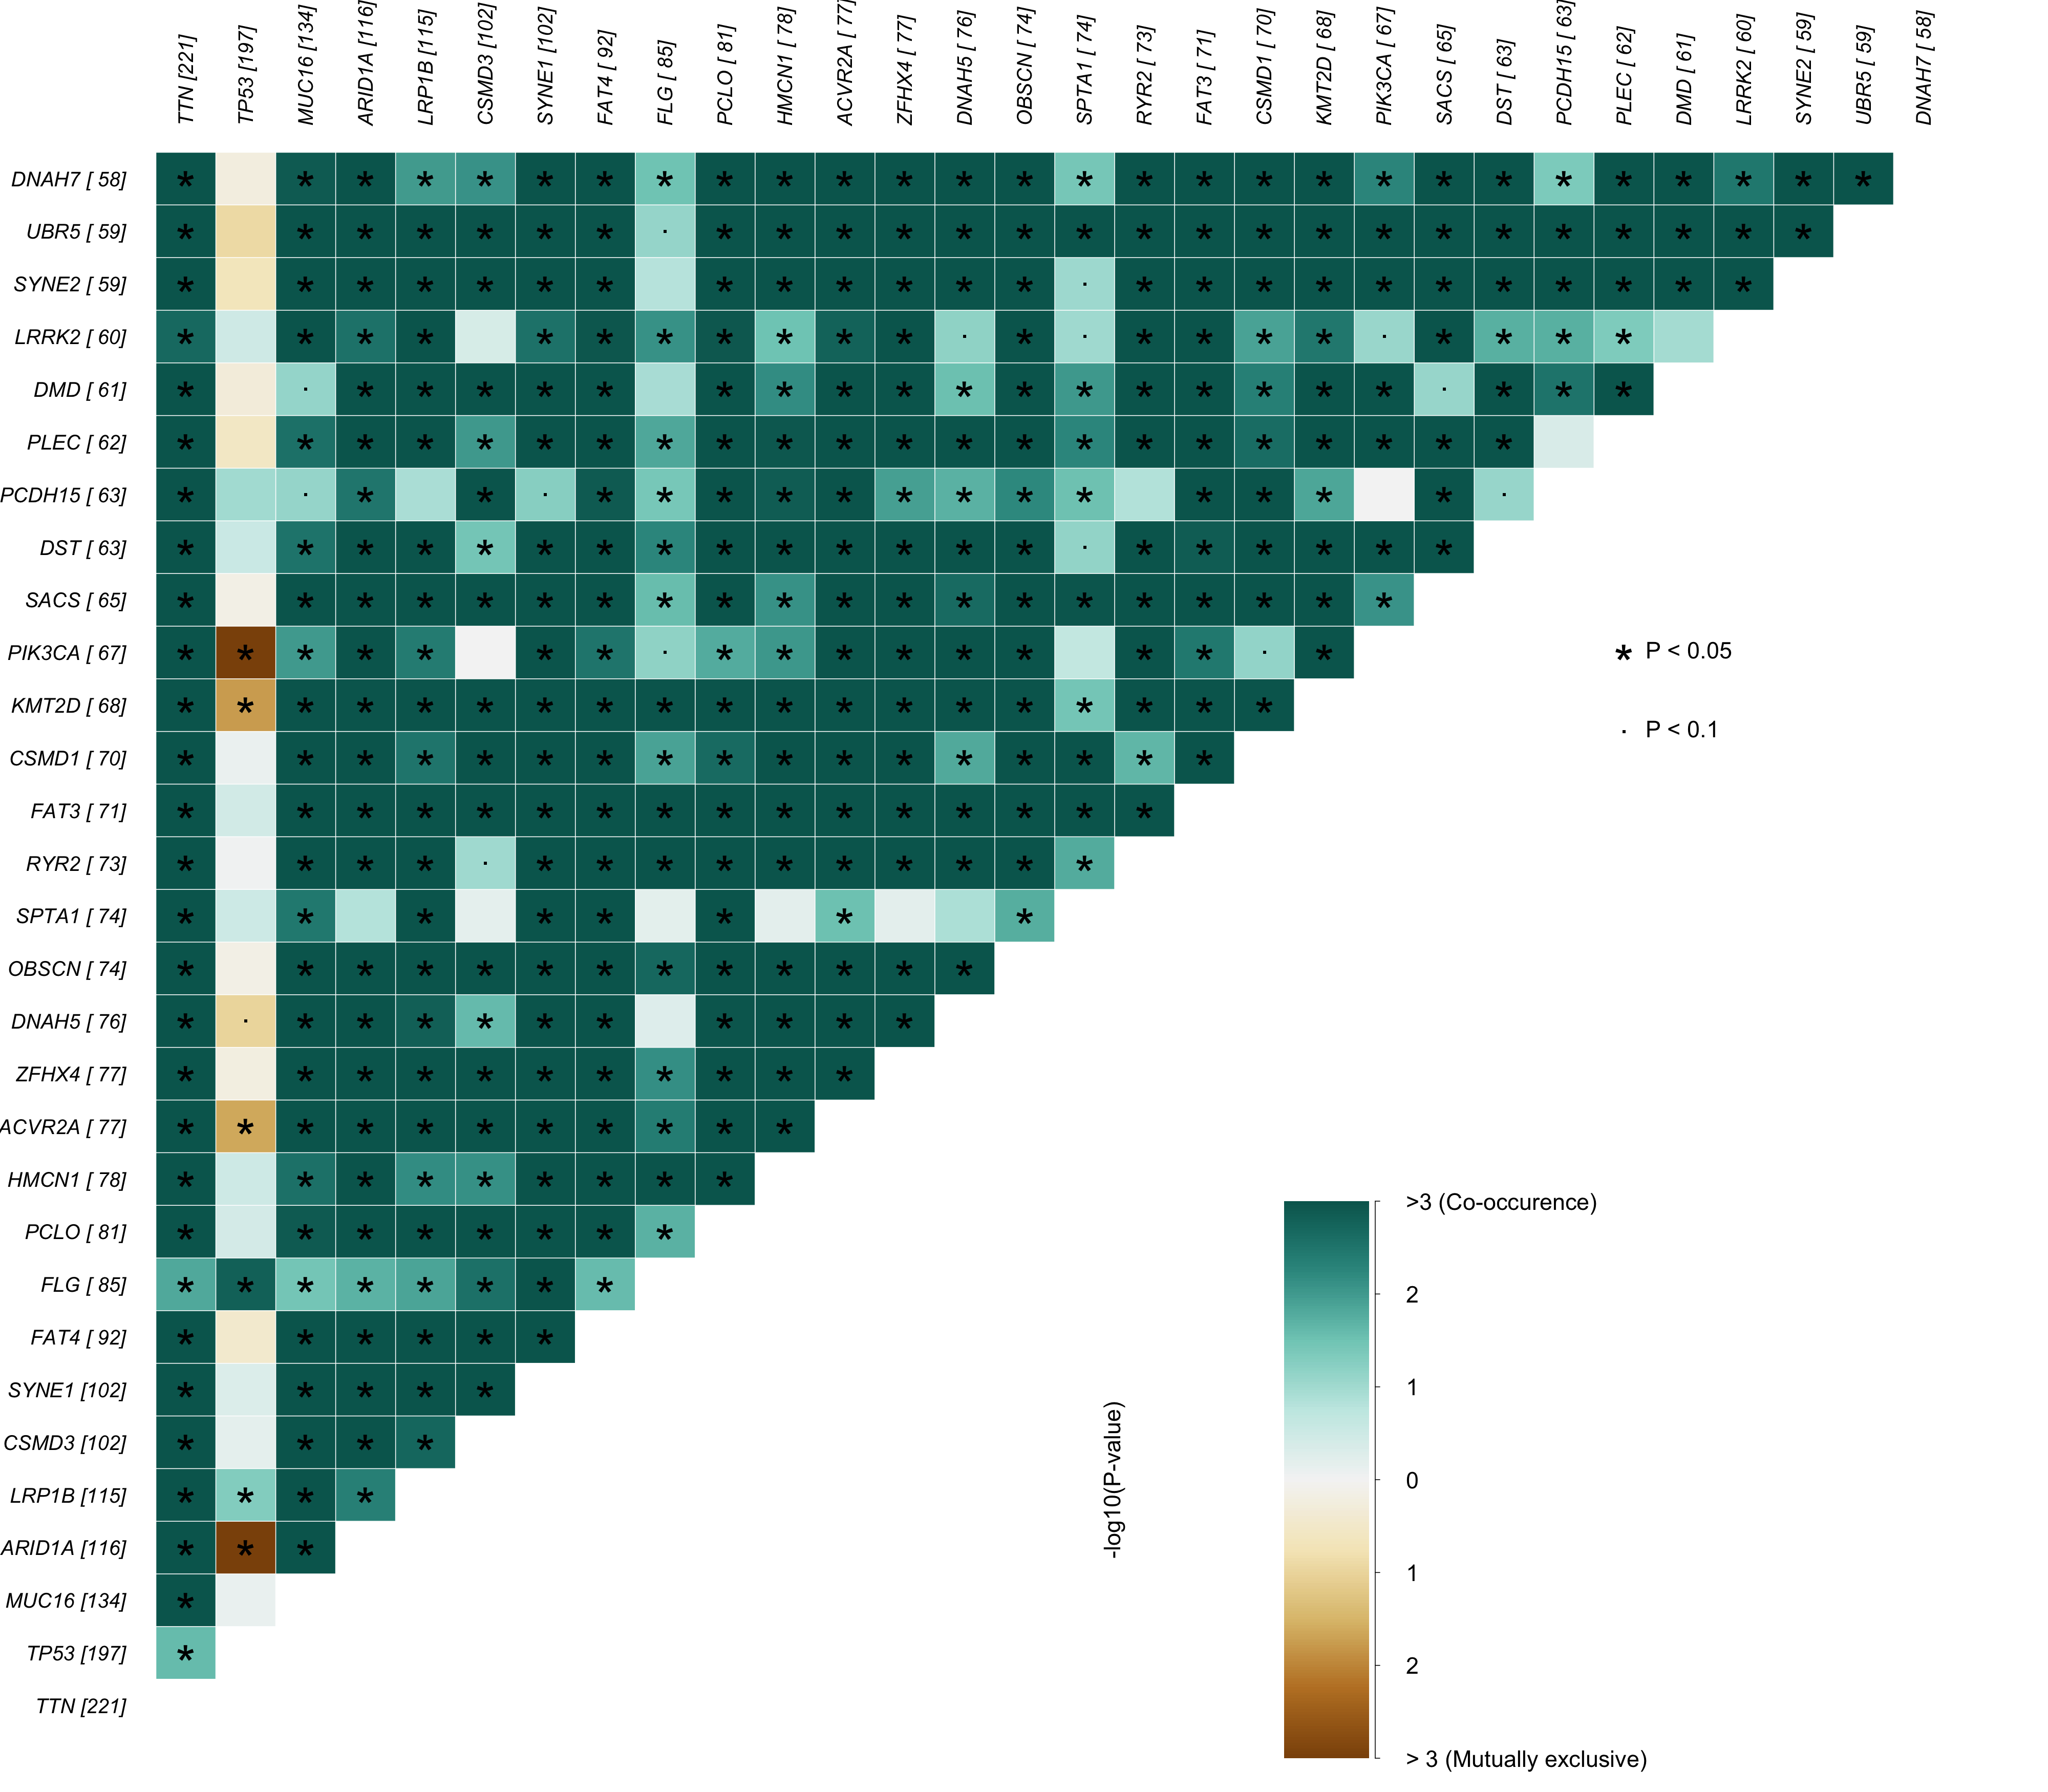 TTN [221]
TP53 [197]
MUC16 [134]
ARID1A [116]
LRP1B [115]
CSMD3 [102]
SYNE1 [102]
FAT4 [ 92]
FLG [ 85]
PCLO [ 81]
HMCN1 [ 78]
ACVR2A [ 77]
ZFHX4 [ 77]
DNAH5 [ 76]
OBSCN [ 74]
SPTA1 [ 74]
RYR2 [ 73]
FAT3 [ 71]
CSMD1 [ 70]
KMT2D [ 68]
PIK3CA [ 67]
SACS [ 65]
DST [ 63]
PCDH15 [ 63]
PLEC [ 62]
DMD [ 61]
LRRK2 [ 60]
SYNE2 [ 59]
UBR5 [ 59]
DNAH7 [ 58]
DNAH7 [ 58]
UBR5 [ 59]
SYNE2 [ 59]
LRRK2 [ 60]
DMD [ 61]
PLEC [ 62]
PCDH15 [ 63]
DST [ 63]
SACS [ 65]
PIK3CA [ 67]
KMT2D [ 68]
CSMD1 [ 70]
FAT3 [ 71]
RYR2 [ 73]
SPTA1 [ 74]
OBSCN [ 74]
DNAH5 [ 76]
ZFHX4 [ 77]
ACVR2A [ 77]
HMCN1 [ 78]
PCLO [ 81]
FLG [ 85]
FAT4 [ 92]
SYNE1 [102]
CSMD3 [102]
LRP1B [115]
ARID1A [116]
MUC16 [134]
TP53 [197]
TTN [221]
* P < 0.05
· P < 0.1
>3 (Co-occurence)
2
1
0
1
2
> 3 (Mutually exclusive)
-log10(P-value)